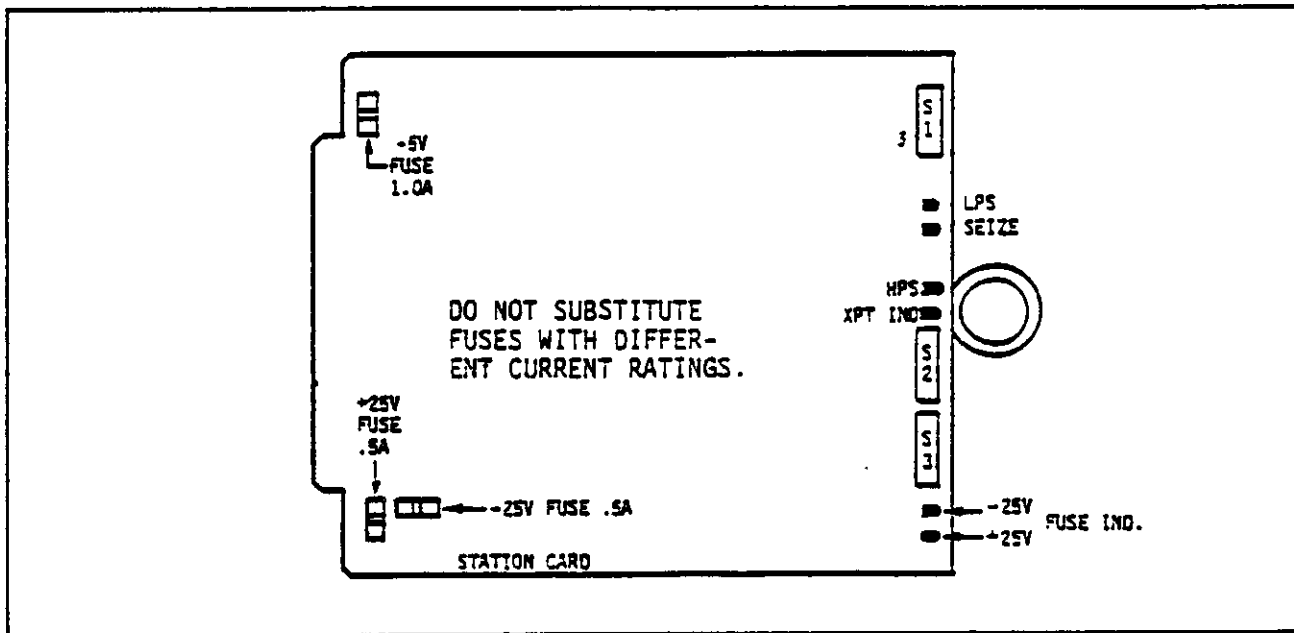 -5V
FUSE
1.0A
S
1
3
LPS
SEIZE
HPS
XPT IND
DO NOT SUBSTITUTE
FUSES WITH DIFFER-
ENT CURRENT RATINGS.
S
2
+25V
FUSE
.5A
S
3
-25V FUSE .5A
-25V
+25V
FUSE IND.
STATION CARD